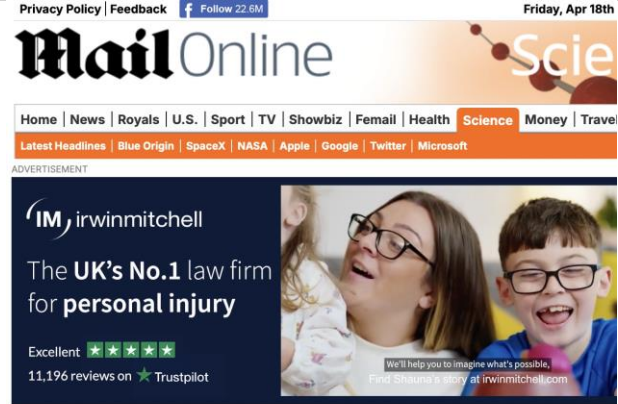 Privacy Policy | Feedback Follow 22.6M Friday, Apr 18th
Mail Online
Scie
Home | News | Royals | U.S. | Sport | TV | Showbiz | Femail | Health Science Money | Travel
Latest Headlines | Blue Origin | SpaceX | NASA | Apple | Google | Twitter | Microsoft
ADVERTISEMENT
IM irwinmitchell
The UK's No.1 law firm
for personal injury
Excellent
11,196 reviews on Trustpilot
We'll help you to imagine what's possible,
Find Shauna's story at irwinmitchell.com